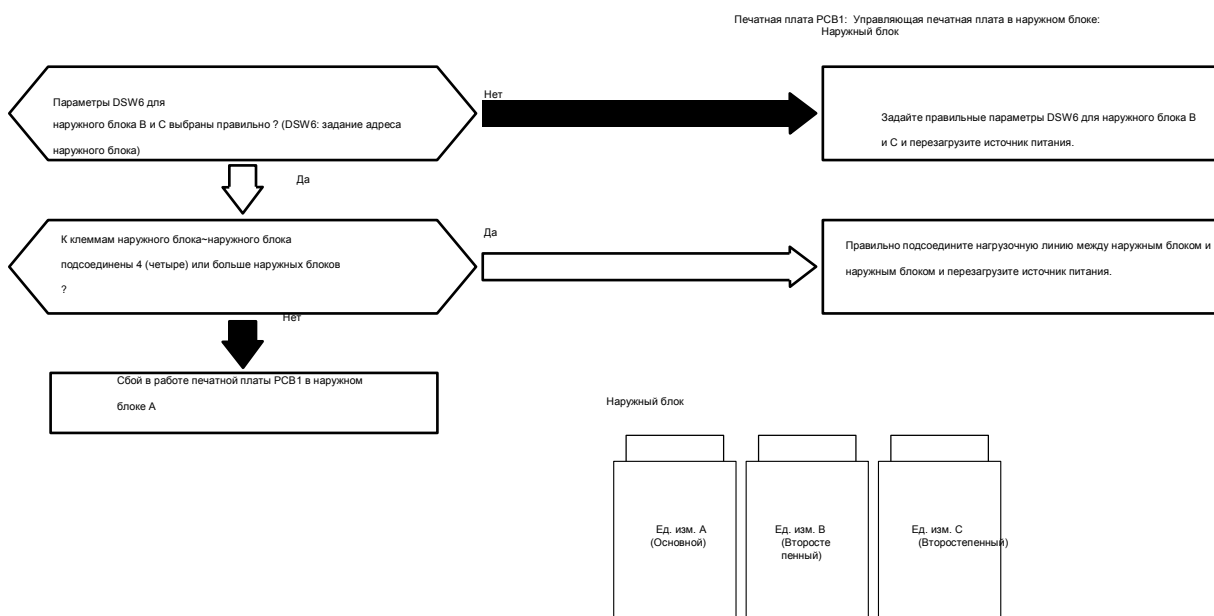 Печатная плата PCB1: Управляющая печатная плата в наружном блоке:
Наружный блок
Параметры DSW6 для
наружного блока B и C выбраны правильно ? (DSW6: задание адреса
наружного блока)
Нет
Задайте правильные параметры DSW6 для наружного блока B
и C и перезагрузите источник питания.
Да
К клеммам наружного блока~наружного блока
подсоединены 4 (четыре) или больше наружных блоков
?
Да
Правильно подсоедините нагрузочную линию между наружным блоком и
наружным блоком и перезагрузите источник питания.
Нет
Сбой в работе печатной платы PCB1 в наружном
блоке A
Наружный блок
Ед. изм. A
(Основной)
Ед. изм. B
(Второсте
пенный)
Ед. изм. C
(Второстепенный)